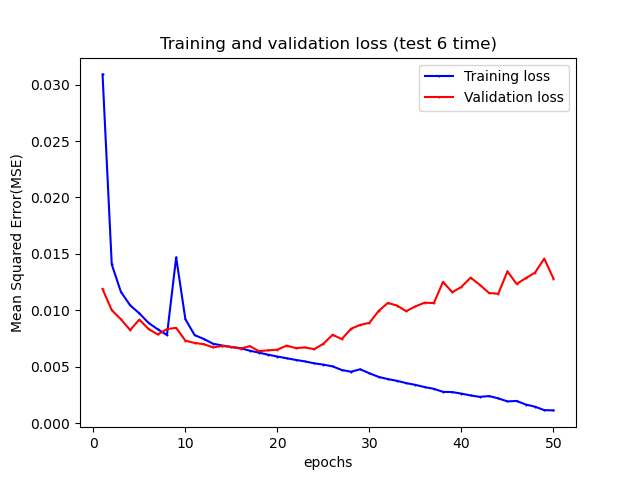 Training and validation loss (test 6 time)
Training loss
Validation loss
Mean Squared Error(MSE)
0.030
0.025
0.020
0.015
0.010
0.005
0.000
0 10 20 30 40 50
epochs